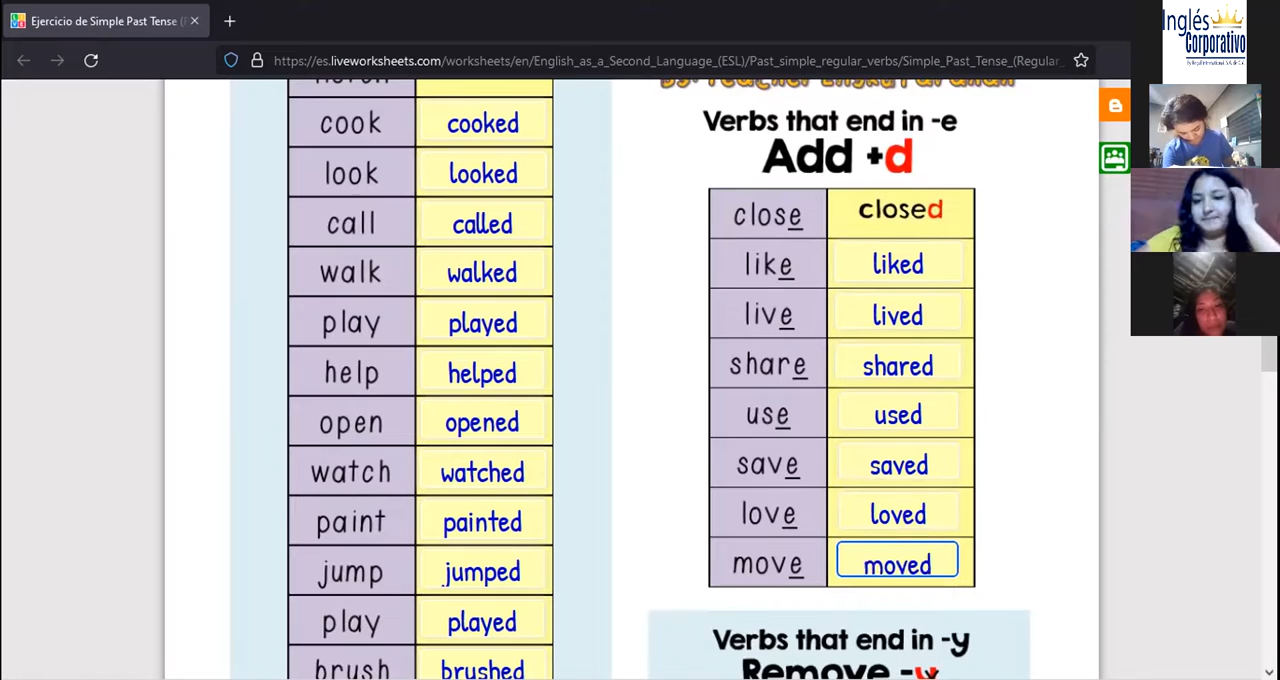 Ejercicio de Simple Past Tense (
https://es.liveworksheets.com/worksheets/en/English_as_a_Second_Language_(ESL)/Past_simple_regular_verbs/Simple_Past_Tense_(Regular_
Inglés
Corporativo
cook cooked
look looked
call called
walk walked
play played
help helped
open opened
watch watched
paint painted
jump jumped
play played
brush brushed
Verbs that end in -e
Add +d
close closed
like liked
live lived
share shared
use used
save saved
love loved
move moved
Verbs that end in -y
Remove -y